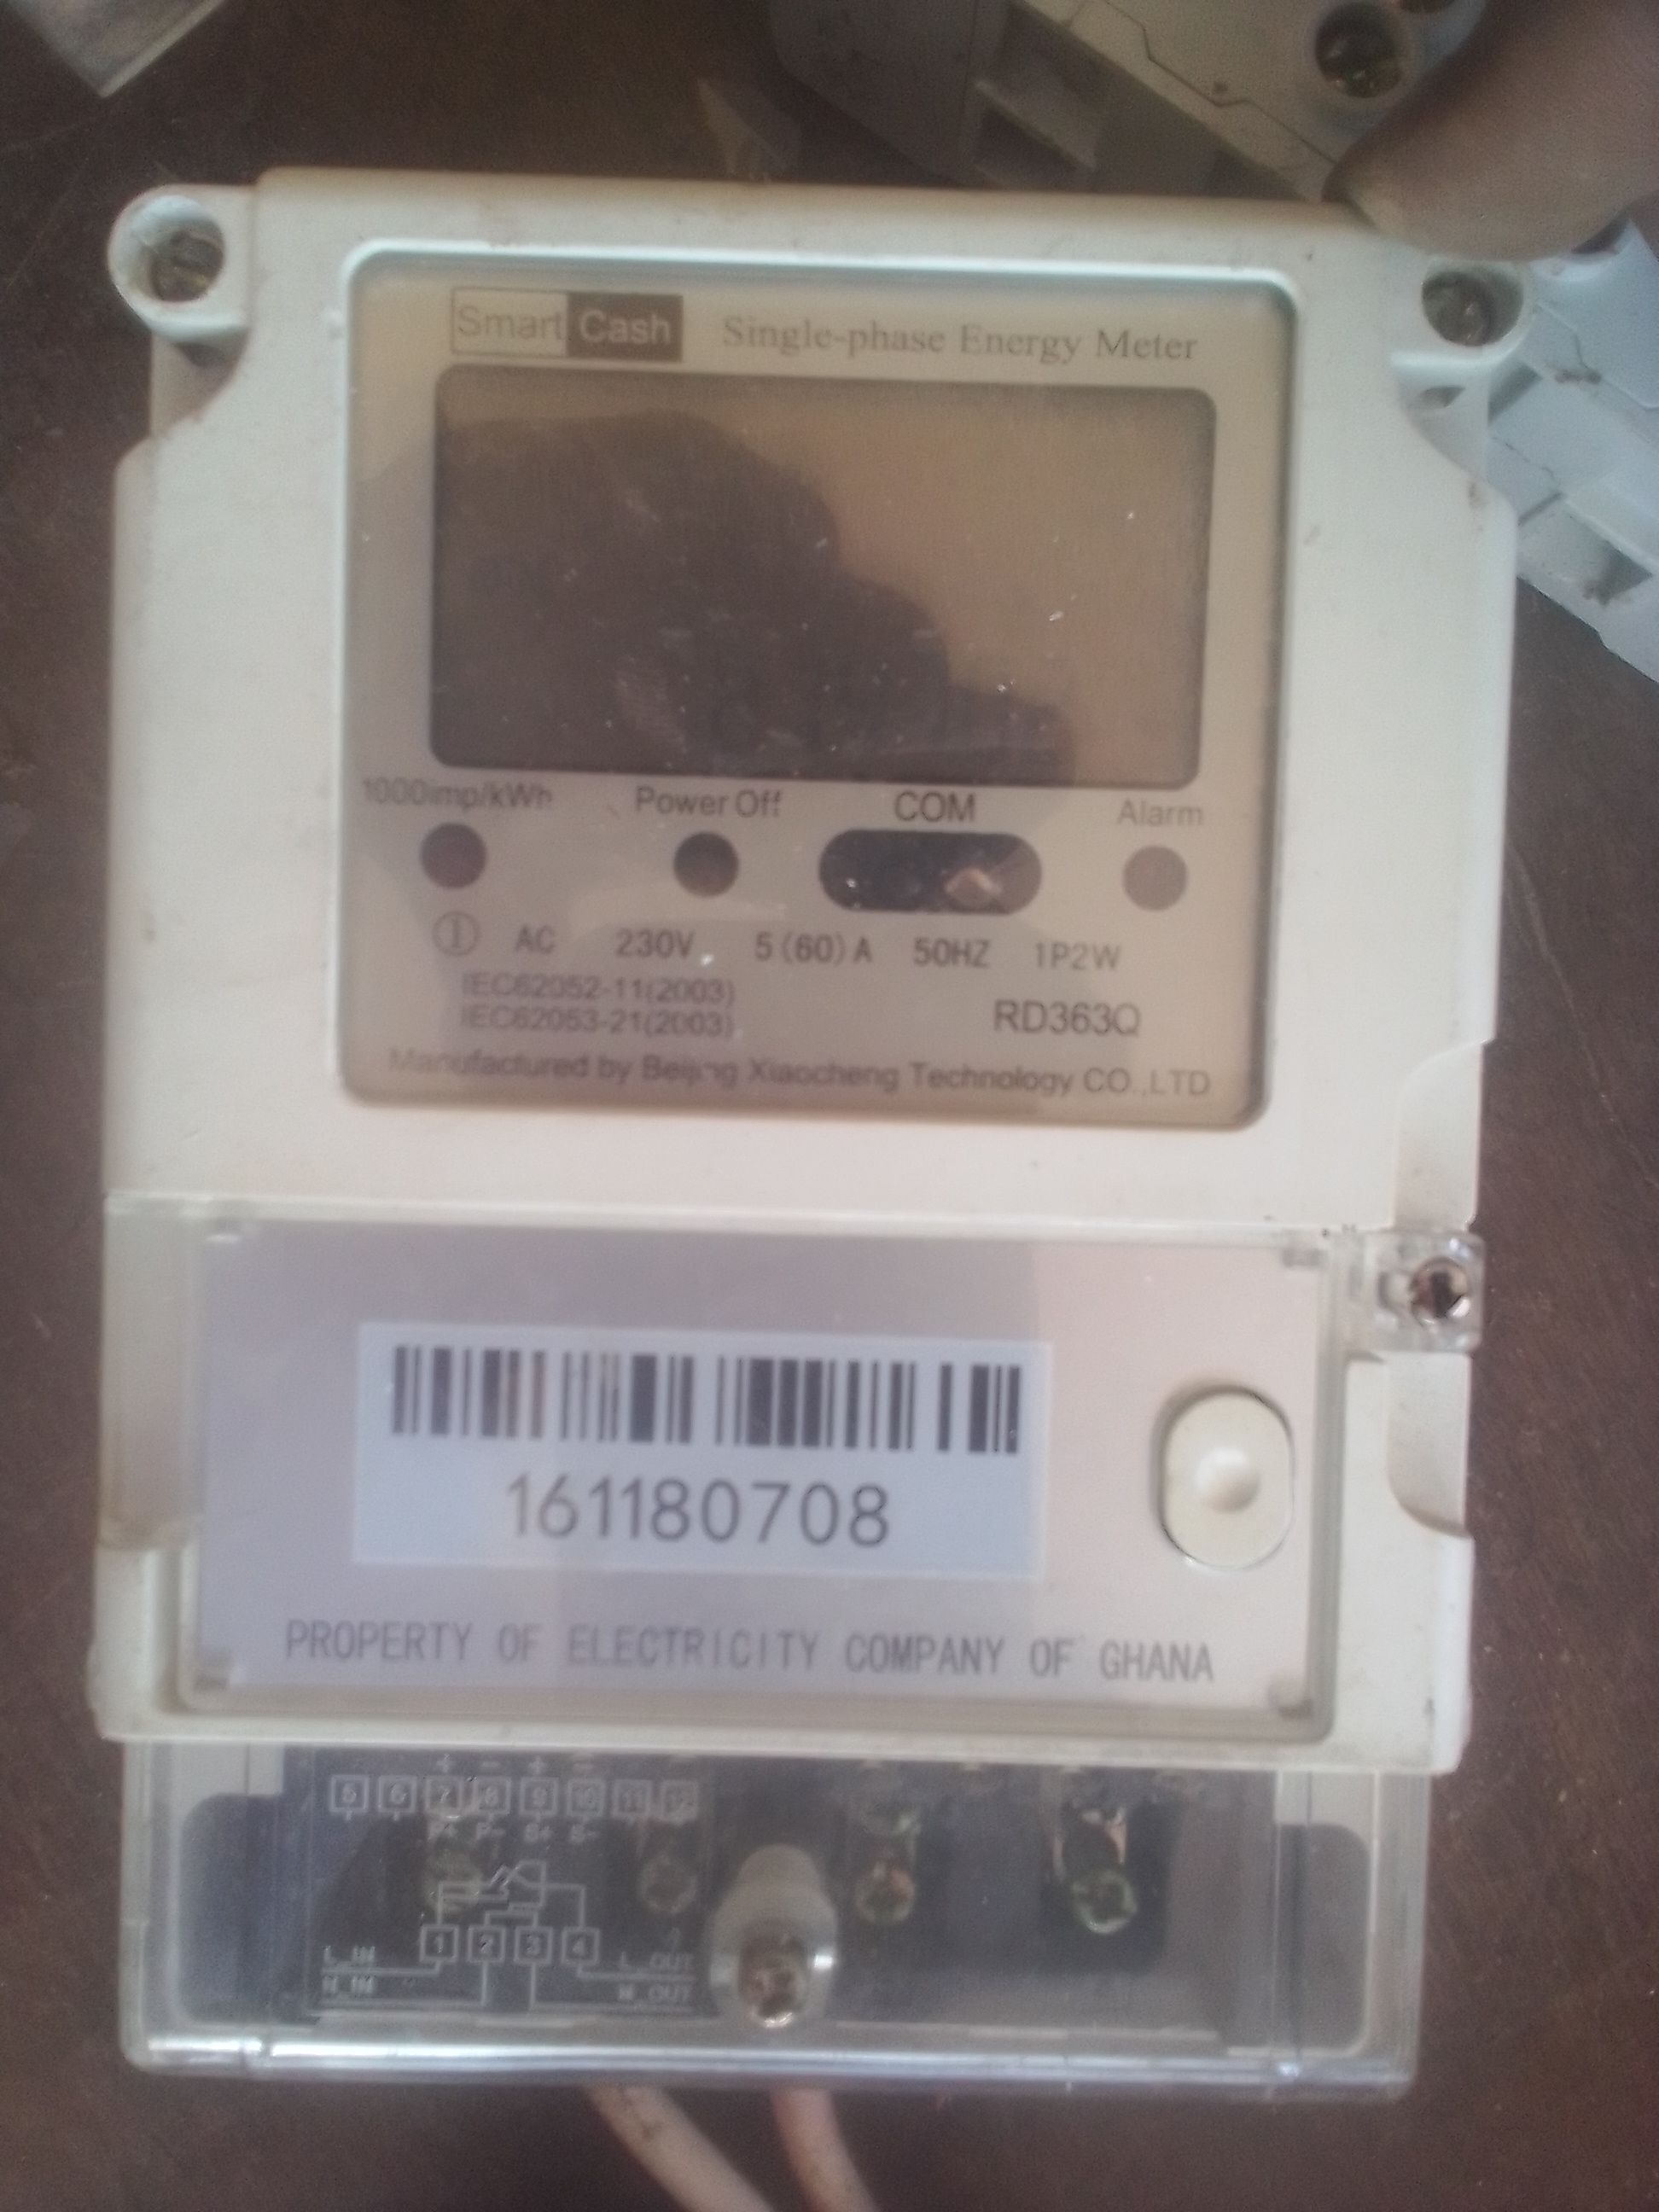 Smart Cash Single-phase Energy Meter
1000imp/kWh Power Off COM Alarm
1 AC 230V 5(60)A 50HZ 1P2W
IEC62052-11(2003)
IEC62053-21(2003) RD363Q
Manufactured by Beijing Xiaocheng Technology CO.,LTD
161180708
PROPERTY OF ELECTRICITY COMPANY OF GHANA
+ - + -
5 6 7 8 9 10 11 12
1 2 3 4
L_IN L_OUT
N_IN N_OUT